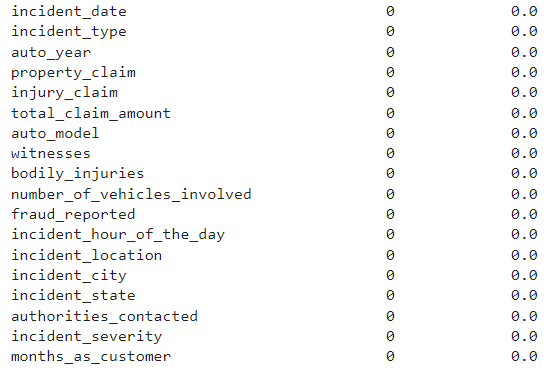 incident_date 0 0.0
incident_type 0 0.0
auto_year 0 0.0
property_claim 0 0.0
injury_claim 0 0.0
total_claim_amount 0 0.0
auto_model 0 0.0
witnesses 0 0.0
bodily_injuries 0 0.0
number_of_vehicles_involved 0 0.0
fraud_reported 0 0.0
incident_hour_of_the_day 0 0.0
incident_location 0 0.0
incident_city 0 0.0
incident_state 0 0.0
authorities_contacted 0 0.0
incident_severity 0 0.0
months_as_customer 0 0.0